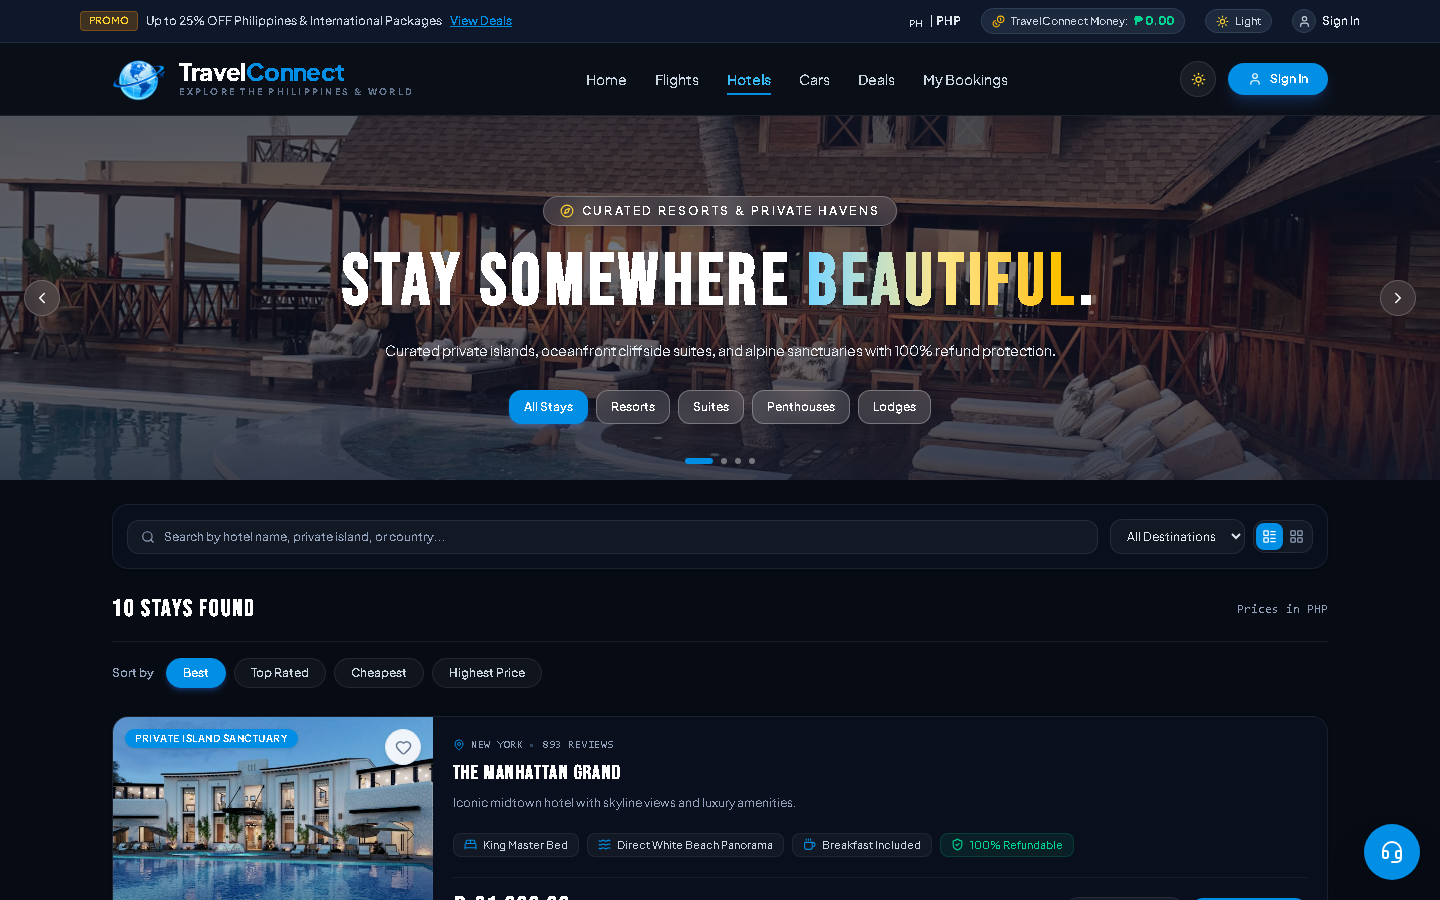 PROMO Up to 25% OFF Philippines & International Packages View Deals
PH | PHP
TravelConnect Money: ₱0.00
Light
Sign In
TravelConnect
EXPLORE THE PHILIPPINES & WORLD
Home Flights Hotels Cars Deals My Bookings
Sign In
CURATED RESORTS & PRIVATE HAVENS
STAY SOMEWHERE BEAUTIFUL.
Curated private islands, oceanfront cliffside suites, and alpine sanctuaries with 100% refund protection.
All Stays Resorts Suites Penthouses Lodges
Search by hotel name, private island, or country...
All Destinations
10 STAYS FOUND
Prices in PHP
Sort by Best Top Rated Cheapest Highest Price
PRIVATE ISLAND SANCTUARY
NEW YORK • 893 REVIEWS
THE MANHATTAN GRAND
Iconic midtown hotel with skyline views and luxury amenities.
King Master Bed Direct White Beach Panorama Breakfast Included 100% Refundable